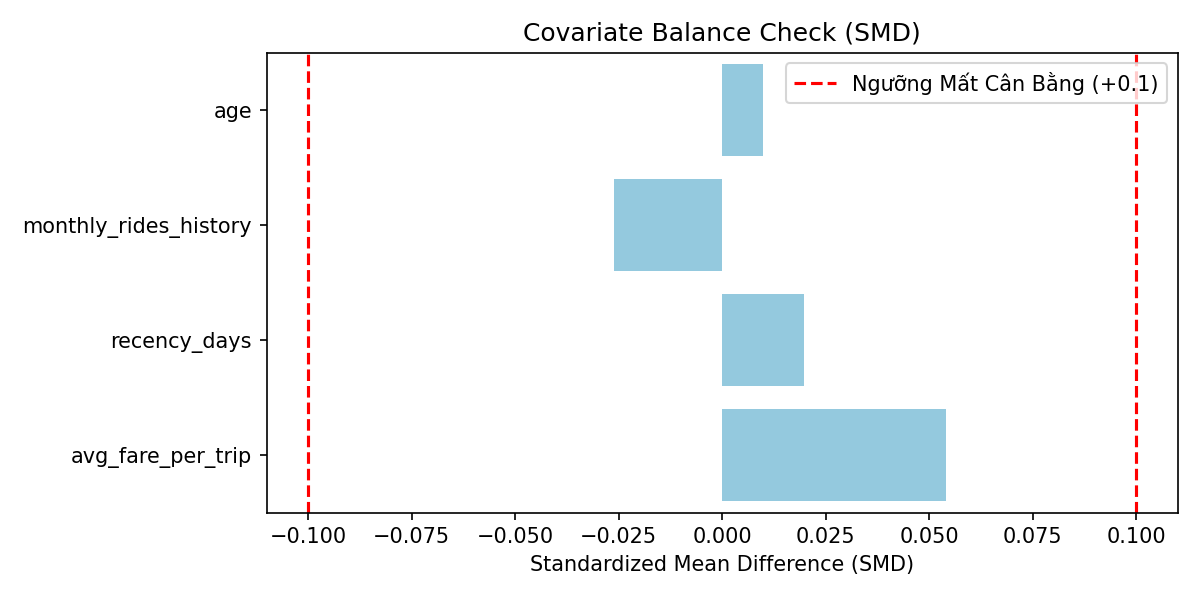 Covariate Balance Check (SMD)
Ngưỡng Mất Cân Bằng (+0.1)
age
monthly_rides_history
recency_days
avg_fare_per_trip
−0.100 −0.075 −0.050 −0.025 0.000 0.025 0.050 0.075 0.100
Standardized Mean Difference (SMD)